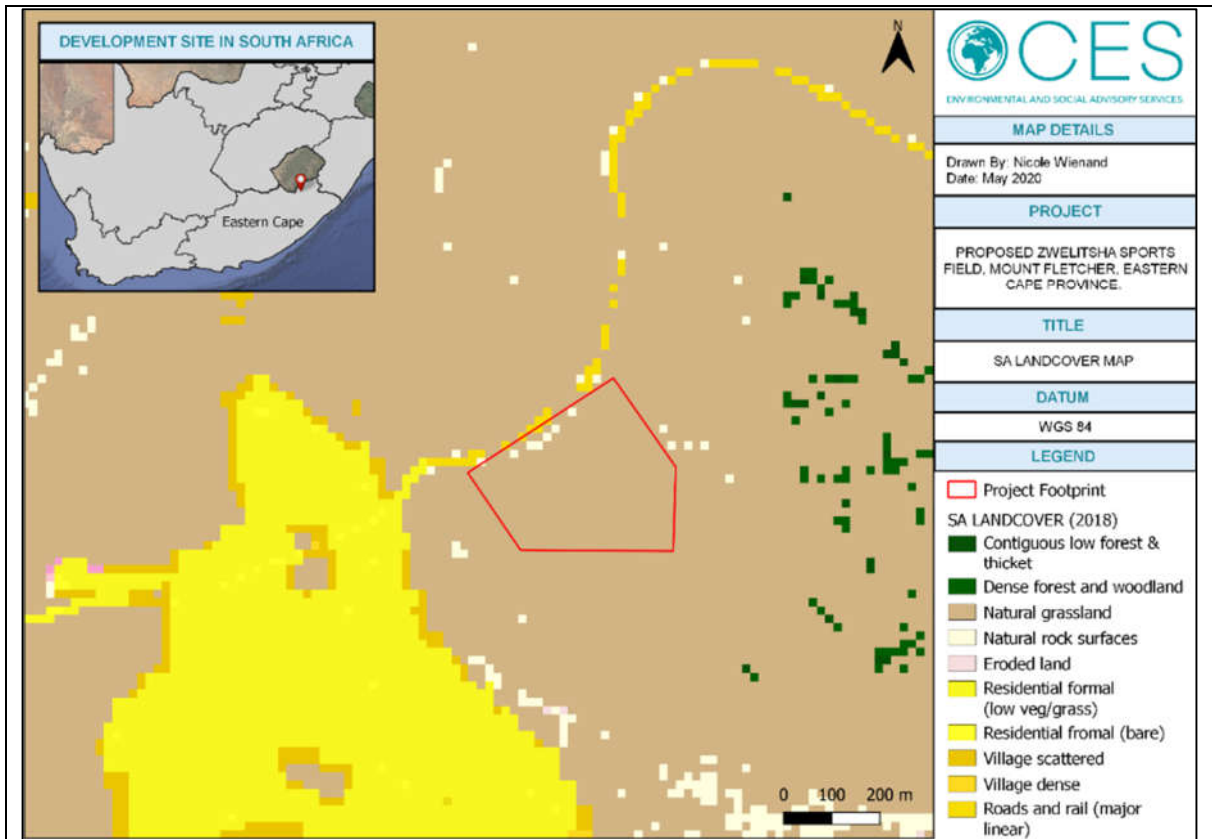 DEVELOPMENT SITE IN SOUTH AFRICA
Eastern Cape
N
0 100 200 m
CES
ENVIRONMENTAL AND SOCIAL ADVISORY SERVICES
MAP DETAILS
Drawn By: Nicole Wienand
Date: May 2020
PROJECT
PROPOSED ZWELITSHA SPORTS
FIELD, MOUNT FLETCHER, EASTERN
CAPE PROVINCE.
TITLE
SA LANDCOVER MAP
DATUM
WGS 84
LEGEND
Project Footprint
SA LANDCOVER (2018)
Contiguous low forest &
thicket
Dense forest and woodland
Natural grassland
Natural rock surfaces
Eroded land
Residential formal
(low veg/grass)
Residential fromal (bare)
Village scattered
Village dense
Roads and rail (major
linear)